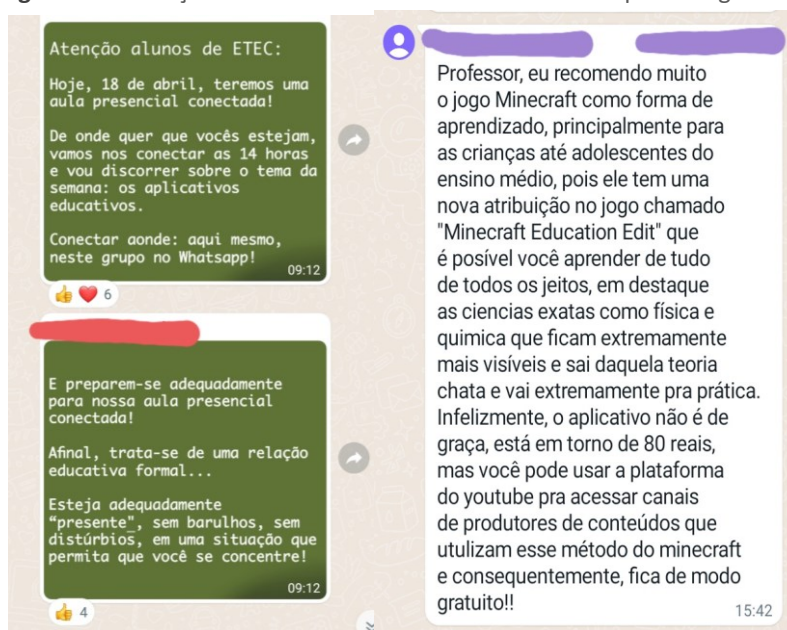 Atenção alunos de ETEC:
Hoje, 18 de abril, teremos uma
aula presencial conectada!
De onde quer que vocês estejam,
vamos nos conectar as 14 horas
e vou discorrer sobre o tema da
semana: os aplicativos
educativos.
Conectar aonde: aqui mesmo,
neste grupo no Whatsapp!
09:12
6
E preparem-se adequadamente
para nossa aula presencial
conectada!
Afinal, trata-se de uma relação
educativa formal...
Esteja adequadamente
“presente”, sem barulhos, sem
distúrbios, em uma situação que
permita que você se concentre!
09:12
4
Professor, eu recomendo muito
o jogo Minecraft como forma de
aprendizado, principalmente para
as crianças até adolescentes do
ensino médio, pois ele tem uma
nova atribuição no jogo chamado
"Minecraft Education Edit" que
é posível você aprender de tudo
de todos os jeitos, em destaque
as ciencias exatas como física e
quimica que ficam extremamente
mais visíveis e sai daquela teoria
chata e vai extremamente pra prática.
Infelizmente, o aplicativo não é de
graça, está em torno de 80 reais,
mas você pode usar a plataforma
do youtube pra acessar canais
de produtores de conteúdos que
utulizam esse método do minecraft
e consequentemente, fica de modo
gratuito!!
15:42